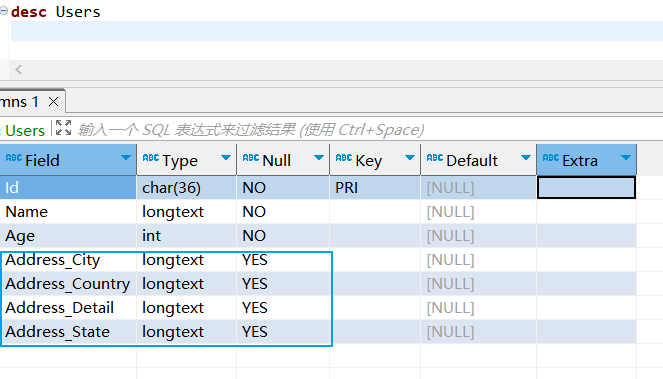 desc Users
mns 1
Users 输入一个 SQL 表达式来过滤结果 (使用 Ctrl+Space)
ABC Field ABC Type ABC Null ABC Key ABC Default ABC Extra
Id char(36) NO PRI [NULL]
Name longtext NO [NULL]
Age int NO [NULL]
Address_City longtext YES [NULL]
Address_Country longtext YES [NULL]
Address_Detail longtext YES [NULL]
Address_State longtext YES [NULL]